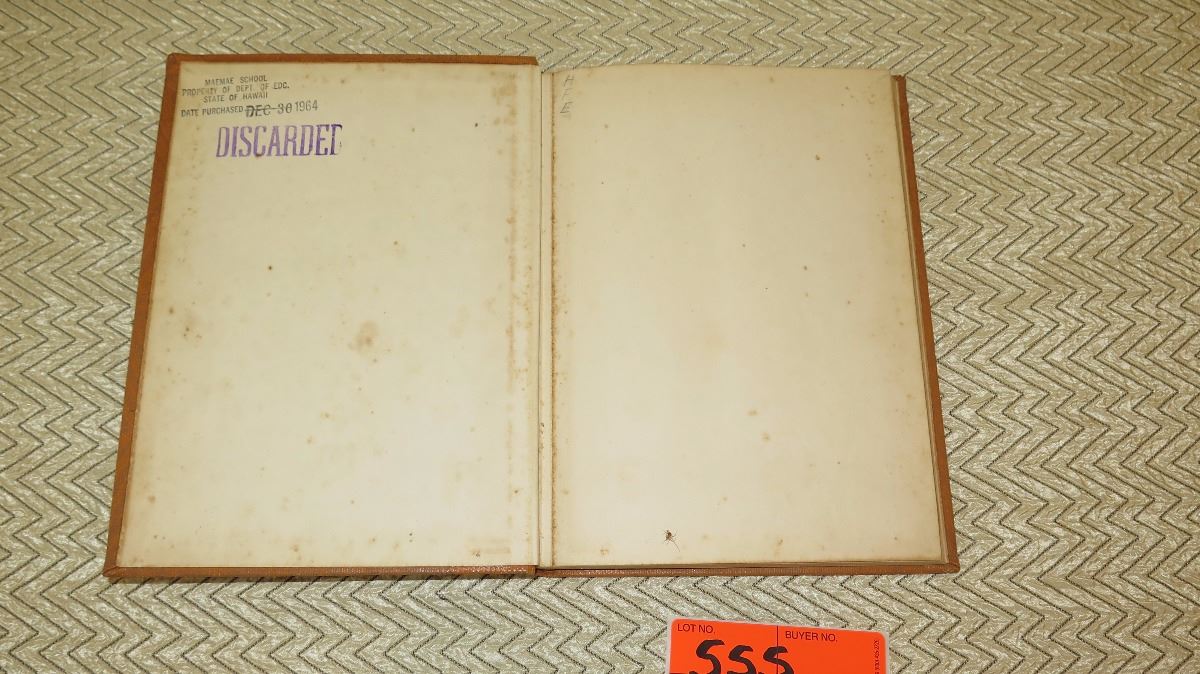 MAEMAE SCHOOL
PROPERTY OF DEPT. OF EDC.
STATE OF HAWAII
DATE PURCHASED DEC 30 1964
DISCARDED
H
E
LOT NO. BUYER NO.
555